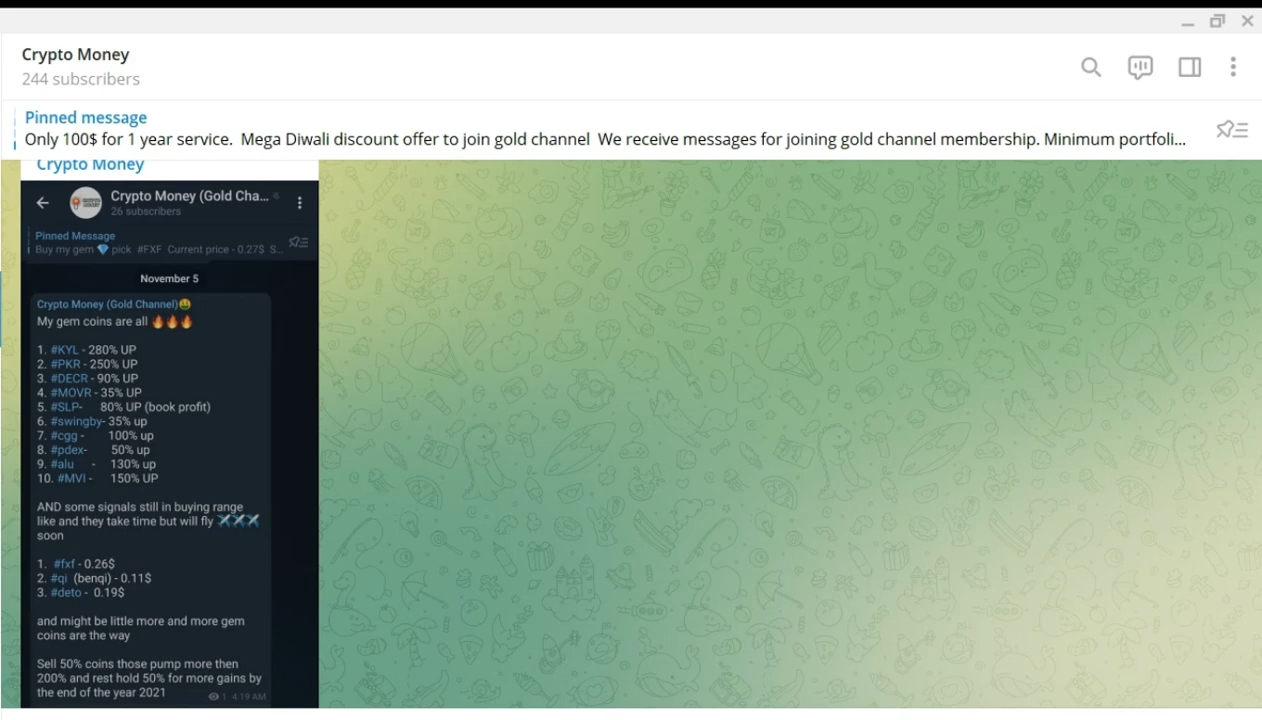 Crypto Money
244 subscribers
Pinned message
Only 100$ for 1 year service.  Mega Diwali discount offer to join gold channel  We receive messages for joining gold channel membership. Minimum portfoli...
Crypto Money
Crypto Money (Gold Cha...
26 subscribers
Pinned Message
Buy my gem 💎 pick  #FXF  Current price - 0.27$  S...
November 5
Crypto Money (Gold Channel)🤑
My gem coins are all 🔥🔥🔥
1. #KYL - 280% UP
2. #PKR - 250% UP
3. #DECR - 90% UP
4. #MOVR - 35% UP
5. #SLP-     80% UP (book profit)
6. #swingby- 35% up
7. #cgg -      100% up
8. #pdex-      50% up
9. #alu    -    130% up
10. #MVI -     150% UP
AND some signals still in buying range
like and they take time but will fly ✈✈✈
soon
1.  #fxf - 0.26$
2. #qi  (benqi) - 0.11$
3. #deto -  0.19$
and might be little more and more gem
coins are the way
Sell 50% coins those pump more then
200% and rest hold 50% for more gains by
the end of the year 2021
1  4:19 AM